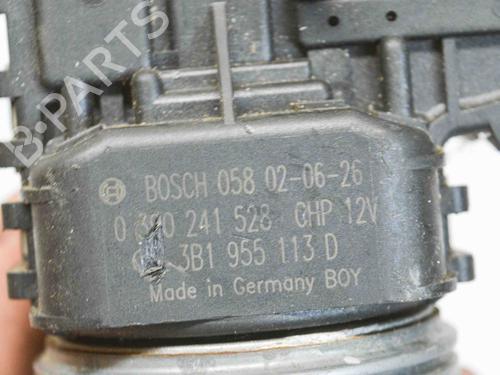 B-PARTS
BOSCH 058 02-06-26
0 390 241 528 CHP 12V
3B1 955 113 D
Made in Germany BOY